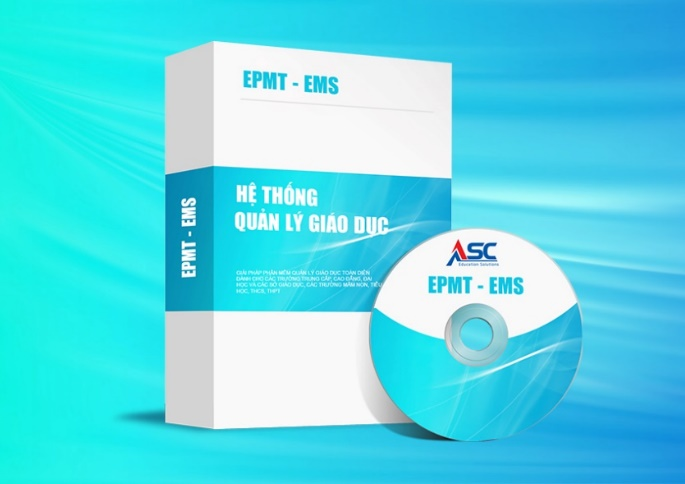 EPMT - EMS
HỆ THỐNG
QUẢN LÝ GIÁO DỤC
GIẢI PHÁP PHẦN MỀM QUẢN LÝ GIÁO DỤC TOÀN DIỆN
DÀNH CHO CÁC TRƯỜNG TRUNG CẤP, CAO ĐẲNG, ĐẠI
HỌC VÀ CÁC SỞ GIÁO DỤC, CÁC TRƯỜNG MẦM NON, TIỂU
HỌC, THCS, THPT
EPMT - EMS
ASC
Education Solutions
EPMT - EMS